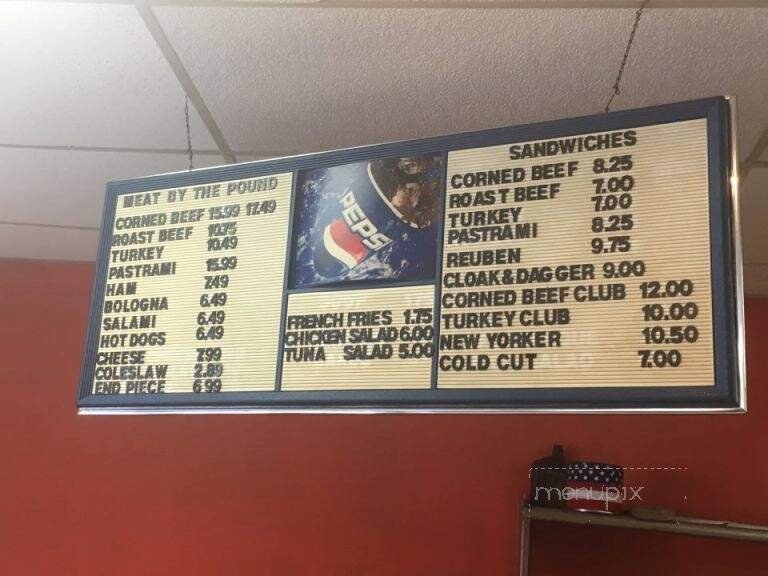 MEAT BY THE POUND
CORNED BEEF 15.99 17.49
ROAST BEEF 10.75
TURKEY 10.49
PASTRAMI 15.99
HAM 7.49
BOLOGNA 6.49
SALAMI 6.49
HOT DOGS 6.49
CHEESE 7.99
COLESLAW 2.89
END PIECE 6.99
PEPSI
FRENCH FRIES 1.75
CHICKEN SALAD 6.00
TUNA SALAD 5.00
SANDWICHES
CORNED BEEF 8.25
ROAST BEEF 7.00
TURKEY 7.00
PASTRAMI 8.25
REUBEN 9.75
CLOAK & DAGGER 9.00
CORNED BEEF CLUB 12.00
TURKEY CLUB 10.00
NEW YORKER 10.50
COLD CUT 7.00
menupix